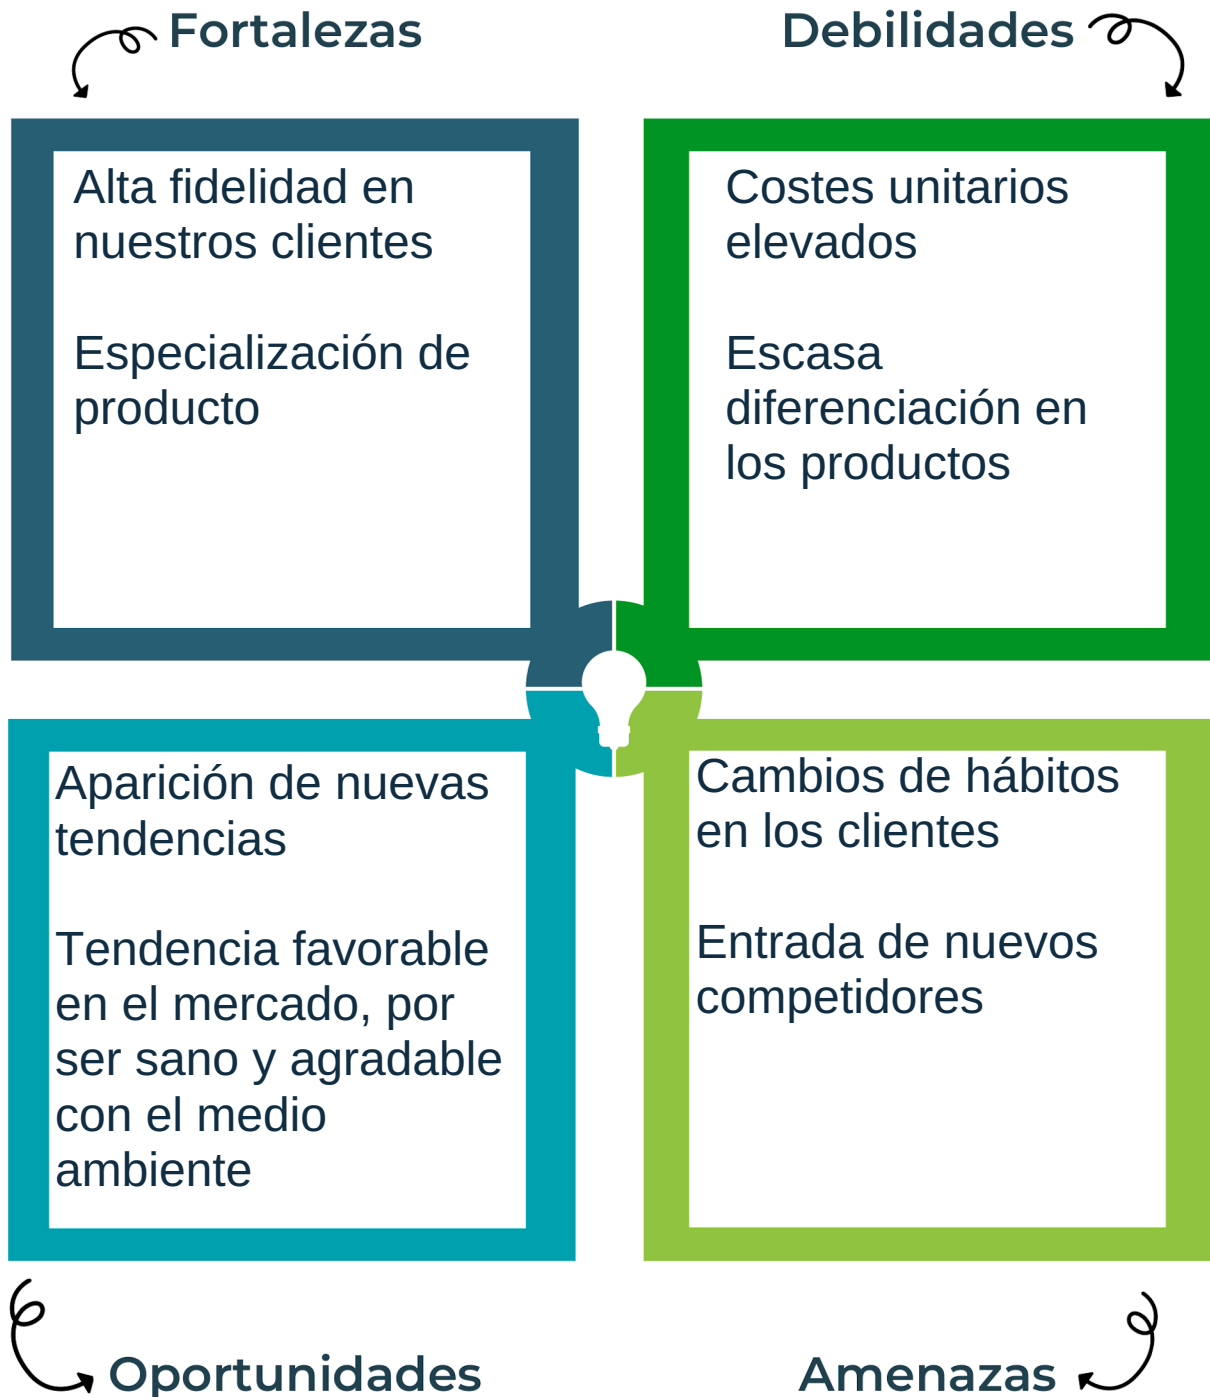 Fortalezas
Alta fidelidad en
nuestros clientes
Especialización de
producto
Debilidades
Costes unitarios
elevados
Escasa
diferenciación en
los productos
Aparición de nuevas
tendencias
Tendencia favorable
en el mercado, por
ser sano y agradable
con el medio
ambiente
Oportunidades
Cambios de hábitos
en los clientes
Entrada de nuevos
competidores
Amenazas